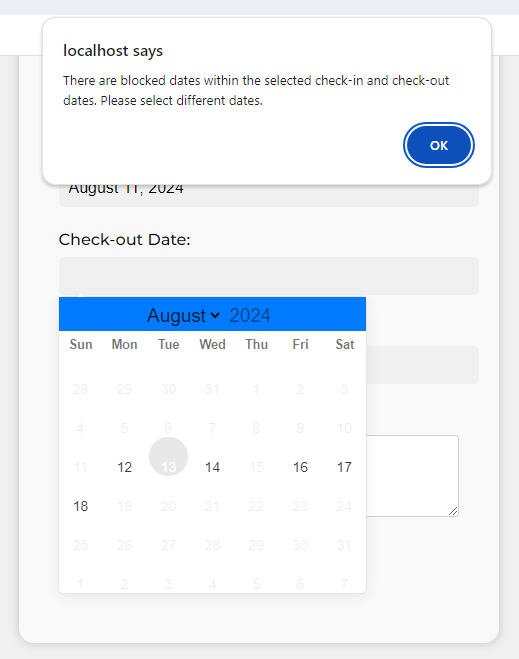 localhost says
There are blocked dates within the selected check-in and check-out
dates. Please select different dates.
OK
August 11, 2024
Check-out Date:
August 2024
Sun Mon Tue Wed Thu Fri Sat
28 29 30 31 1 2 3
4 5 6 7 8 9 10
11 12 13 14 15 16 17
18 19 20 21 22 23 24
25 26 27 28 29 30 31
1 2 3 4 5 6 7